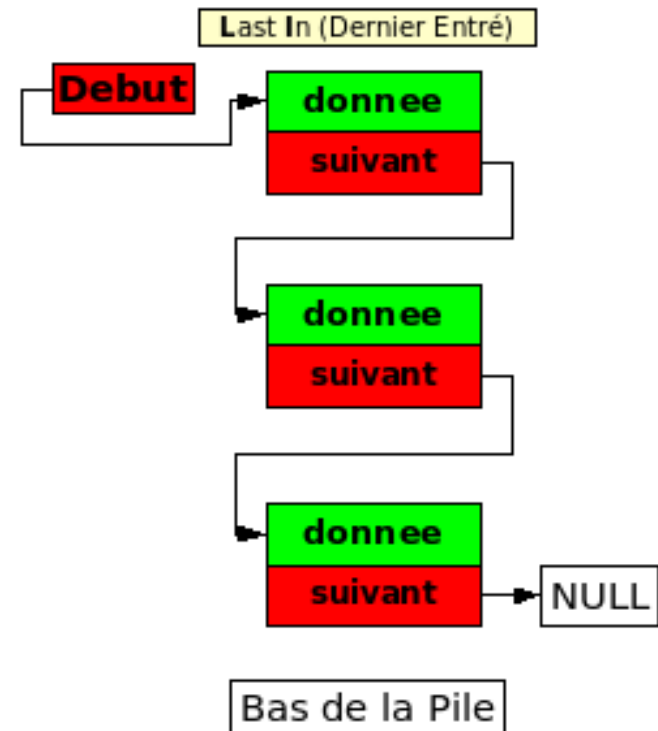 Last In (Dernier Entré)
Debut
donnee
suivant
donnee
suivant
donnee
suivant
NULL
Bas de la Pile